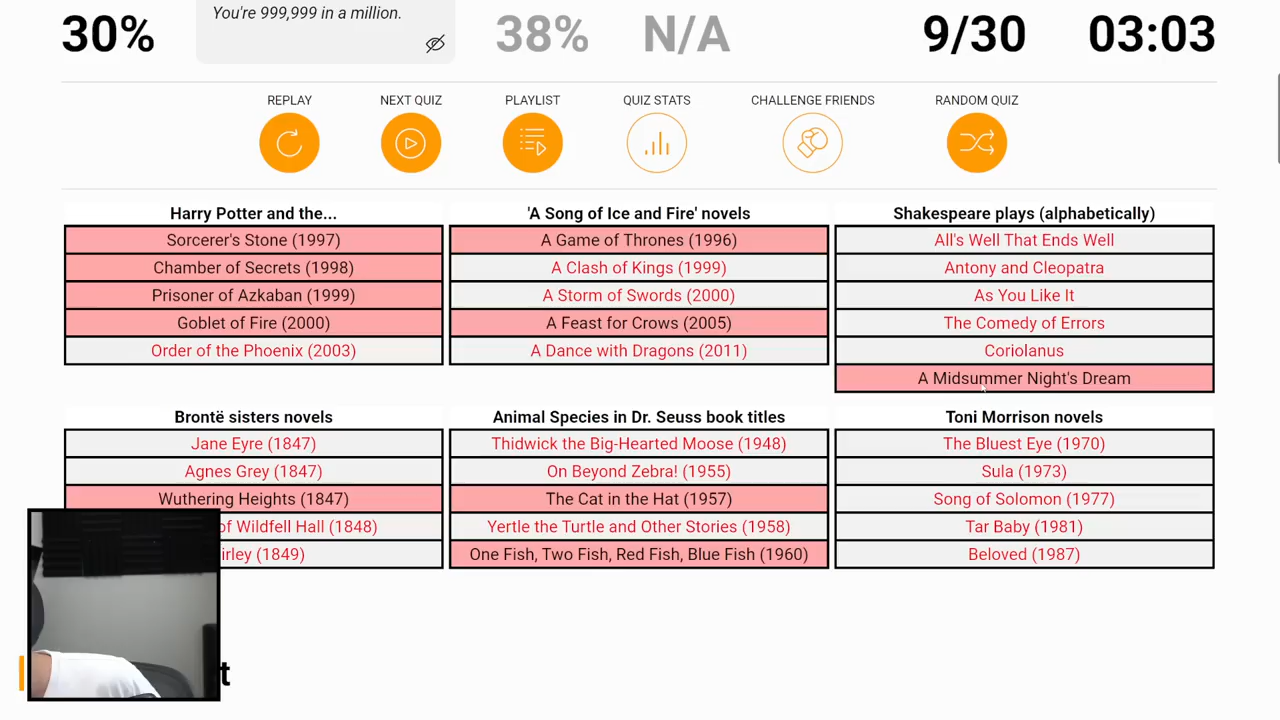 30%
You're 999,999 in a million.
38%
N/A
9/30
03:03
REPLAY
NEXT QUIZ
PLAYLIST
QUIZ STATS
CHALLENGE FRIENDS
RANDOM QUIZ
Harry Potter and the...
Sorcerer's Stone (1997)
Chamber of Secrets (1998)
Prisoner of Azkaban (1999)
Goblet of Fire (2000)
Order of the Phoenix (2003)
'A Song of Ice and Fire' novels
A Game of Thrones (1996)
A Clash of Kings (1999)
A Storm of Swords (2000)
A Feast for Crows (2005)
A Dance with Dragons (2011)
Shakespeare plays (alphabetically)
All's Well That Ends Well
Antony and Cleopatra
As You Like It
The Comedy of Errors
Coriolanus
A Midsummer Night's Dream
Brontë sisters novels
Jane Eyre (1847)
Agnes Grey (1847)
Wuthering Heights (1847)
of Wildfell Hall (1848)
(1849)
Animal Species in Dr. Seuss book titles
Thidwick the Big-Hearted Moose (1948)
On Beyond Zebra! (1955)
The Cat in the Hat (1957)
Yertle the Turtle and Other Stories (1958)
One Fish, Two Fish, Red Fish, Blue Fish (1960)
Toni Morrison novels
The Bluest Eye (1970)
Sula (1973)
Song of Solomon (1977)
Tar Baby (1981)
Beloved (1987)